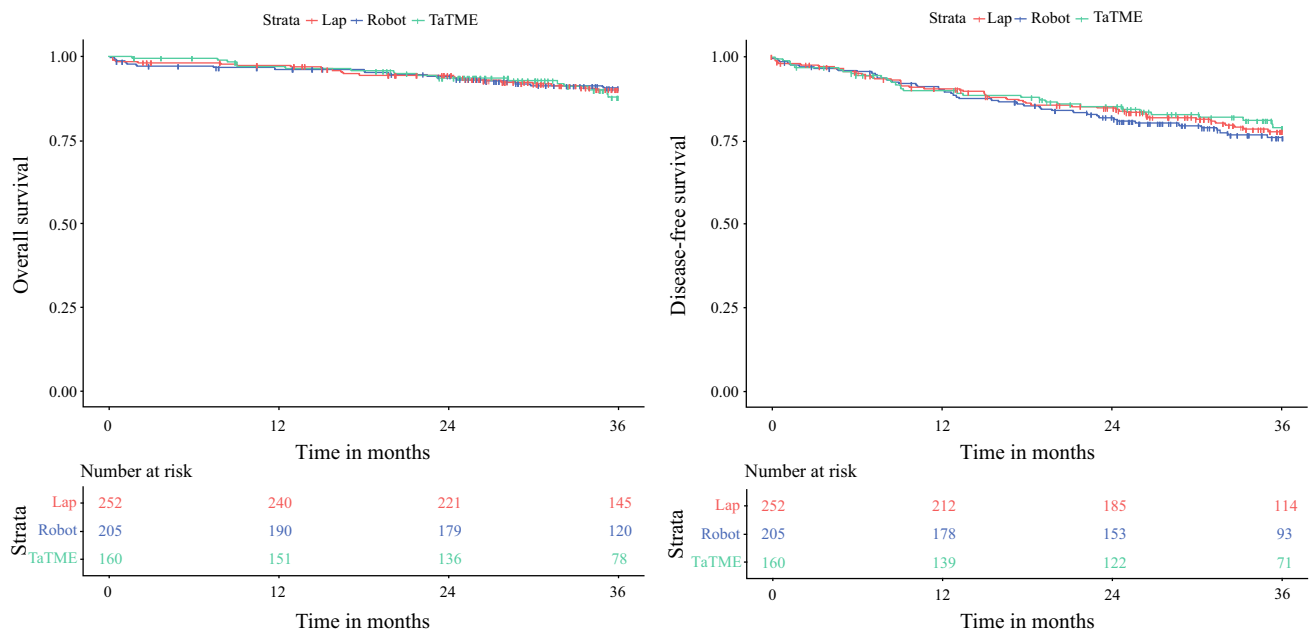 Strata Lap Robot TaTME
1.00
0.75
0.50
0.25
0.00
Overall survival
0 12 24 36
Time in months
Number at risk
Strata
Lap 252 240 221 145
Robot 205 190 179 120
TaTME 160 151 136 78
0 12 24 36
Time in months
Strata Lap Robot TaTME
1.00
0.75
0.50
0.25
0.00
Disease-free survival
0 12 24 36
Time in months
Number at risk
Strata
Lap 252 212 185 114
Robot 205 178 153 93
TaTME 160 139 122 71
0 12 24 36
Time in months